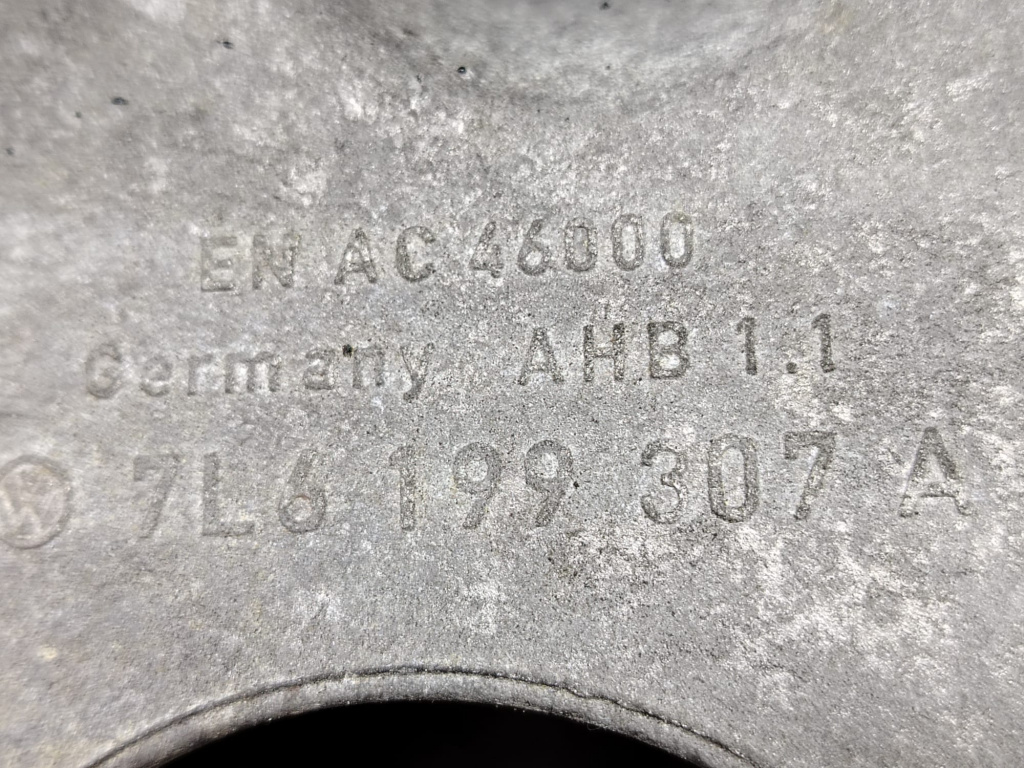 EN AC 46000
Germany AHB 1.1
7L6 199 307 A